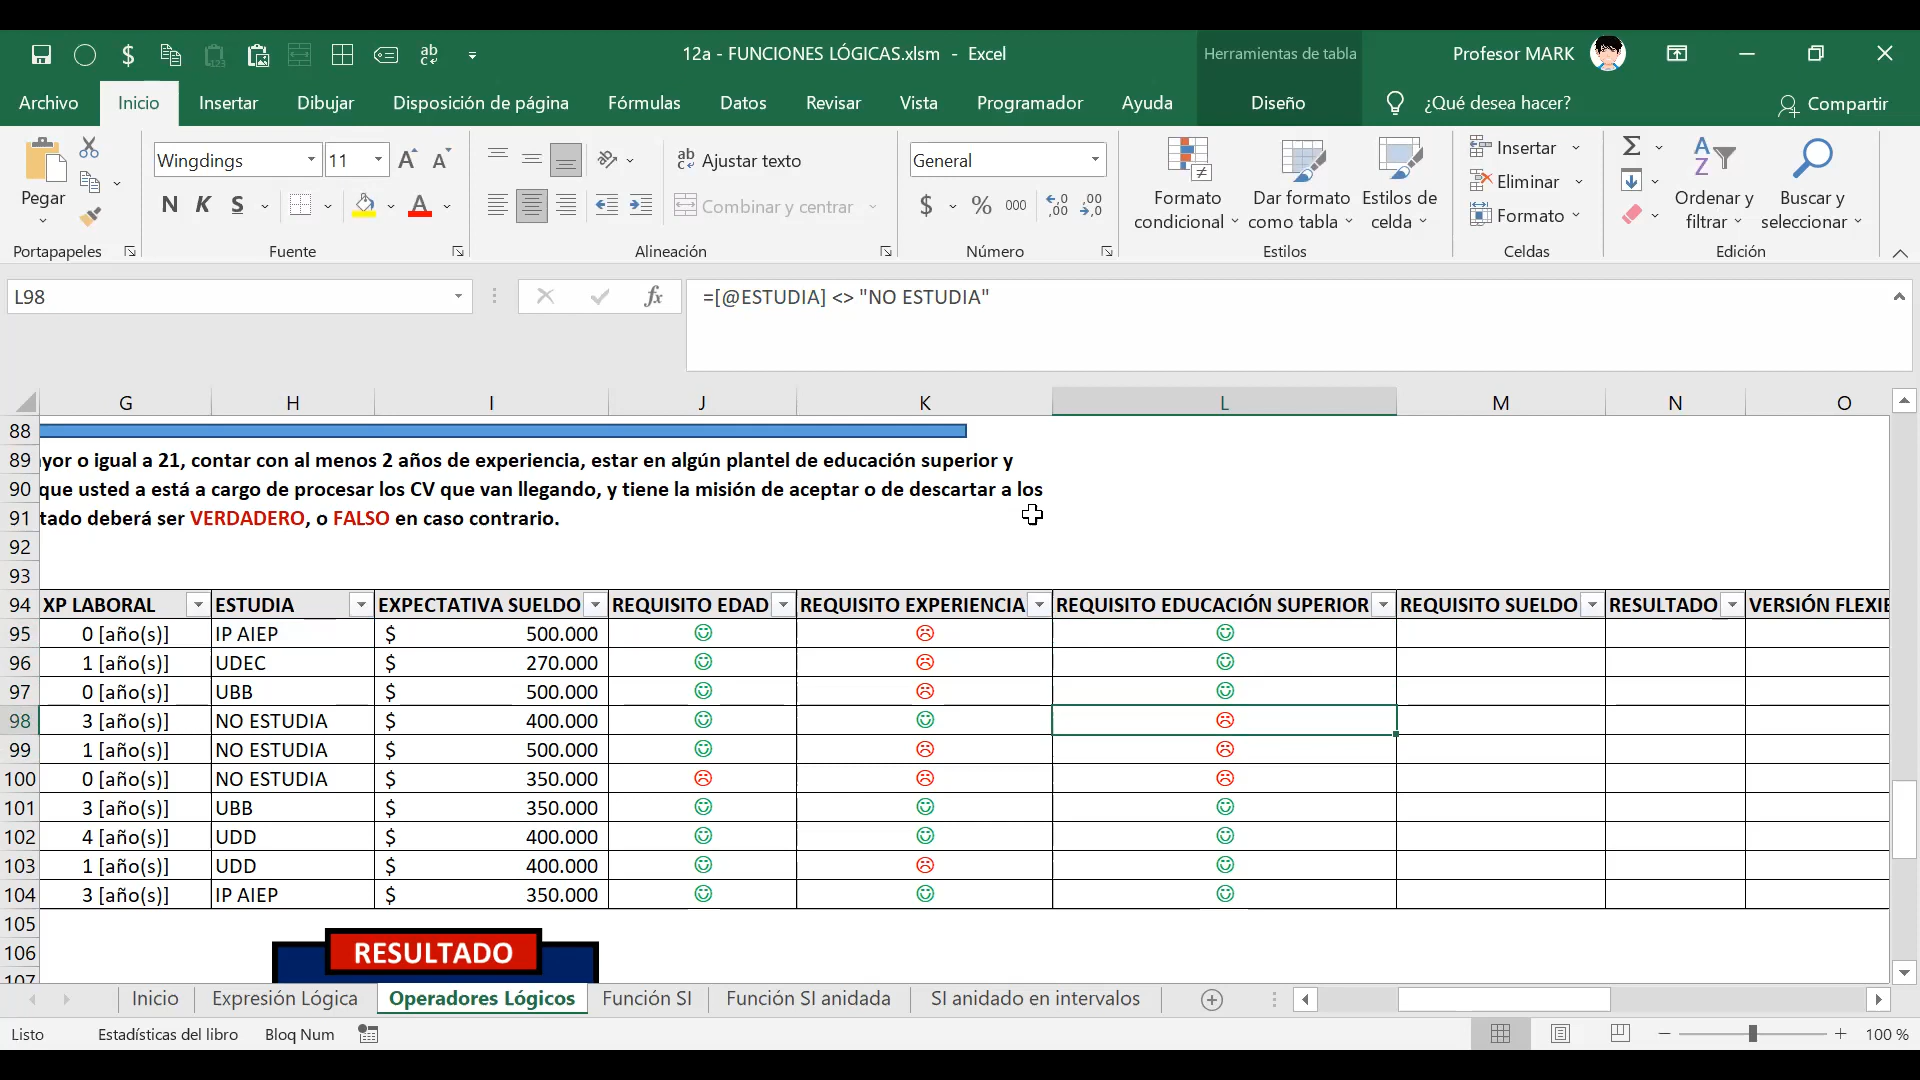 12a - FUNCIONES LÓGICAS.xlsm - Excel
Herramientas de tabla
Profesor MARK
Archivo Inicio Insertar Dibujar Disposición de página Fórmulas Datos Revisar Vista Programador Ayuda Diseño ¿Qué desea hacer? Compartir
Pegar
Wingdings 11
N K S
Ajustar texto
Combinar y centrar
General
$ % 000
Formato condicional
Dar formato como tabla
Estilos de celda
Insertar
Eliminar
Formato
Ordenar y filtrar
Buscar y seleccionar
Portapapeles Fuente Alineación Número Estilos Celdas Edición
L98 fx =[@ESTUDIA] <> "NO ESTUDIA"
G H I J K L M N O
88
89 yor o igual a 21, contar con al menos 2 años de experiencia, estar en algún plantel de educación superior y
90 que usted a está a cargo de procesar los CV que van llegando, y tiene la misión de aceptar o de descartar a los
91 tado deberá ser VERDADERO, o FALSO en caso contrario.
92
93
94 XP LABORAL ESTUDIA EXPECTATIVA SUELDO REQUISITO EDAD REQUISITO EXPERIENCIA REQUISITO EDUCACIÓN SUPERIOR REQUISITO SUELDO RESULTADO VERSIÓN FLEXIE
95 0 [año(s)] IP AIEP $ 500.000 ☺ ☹ ☺
96 1 [año(s)] UDEC $ 270.000 ☺ ☹ ☺
97 0 [año(s)] UBB $ 500.000 ☺ ☹ ☺
98 3 [año(s)] NO ESTUDIA $ 400.000 ☺ ☺ ☹
99 1 [año(s)] NO ESTUDIA $ 500.000 ☺ ☹ ☹
100 0 [año(s)] NO ESTUDIA $ 350.000 ☹ ☹ ☹
101 3 [año(s)] UBB $ 350.000 ☺ ☺ ☺
102 4 [año(s)] UDD $ 400.000 ☺ ☺ ☺
103 1 [año(s)] UDD $ 400.000 ☺ ☹ ☺
104 3 [año(s)] IP AIEP $ 350.000 ☺ ☺ ☺
105
106 RESULTADO
107
Inicio Expresión Lógica Operadores Lógicos Función SI Función SI anidada SI anidado en intervalos
Listo Estadísticas del libro Bloq Num 100 %